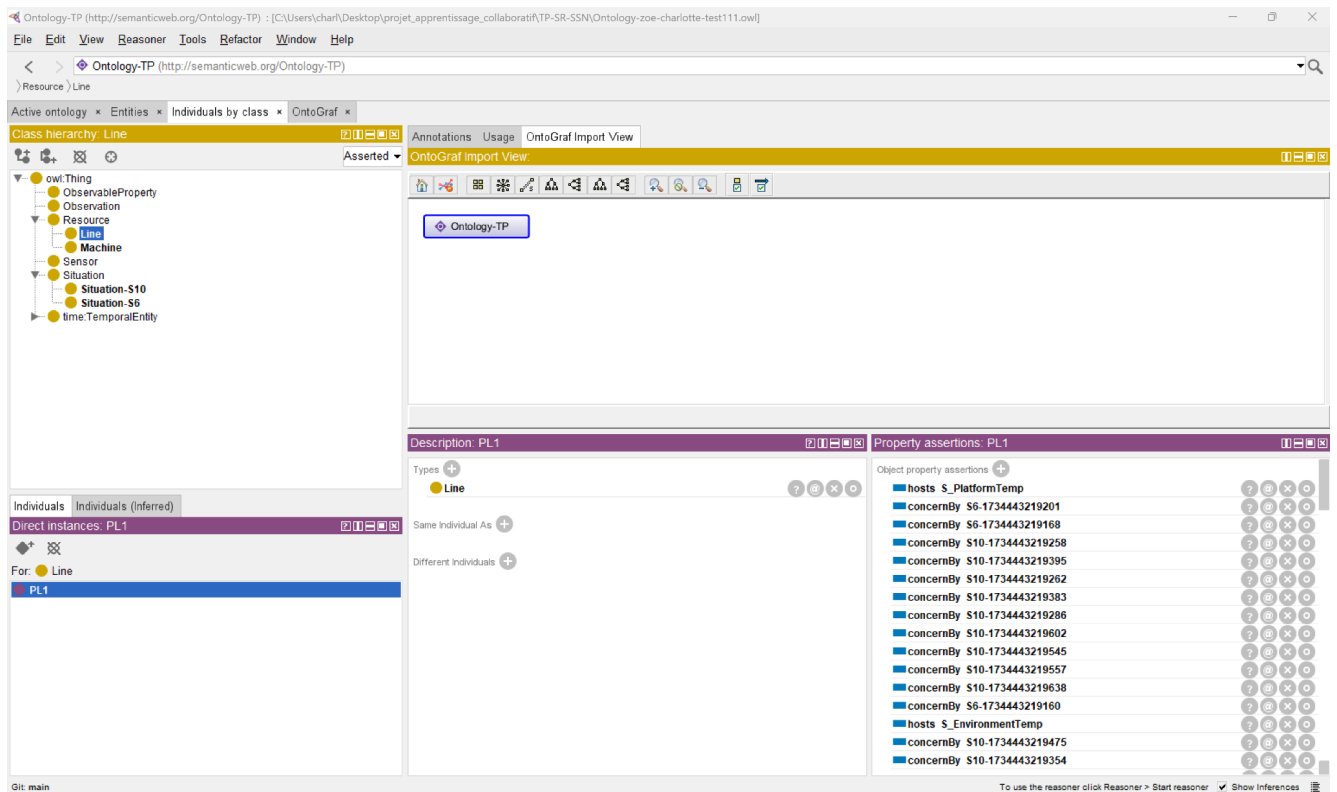 Ontology-TP (http://semanticweb.org/Ontology-TP) : [C:\Users\charl\Desktop\projet_apprentissage_collaboratif\TP-SR-SSN\Ontology-zoe-charlotte-test111.owl]
File Edit View Reasoner Tools Refactor Window Help
Ontology-TP (http://semanticweb.org/Ontology-TP)
Resource Line
Active ontology × Entities × Individuals by class × OntoGraf ×
Class hierarchy: Line
Asserted
owl:Thing
ObservableProperty
Observation
Resource
Line
Machine
Sensor
Situation
Situation-S10
Situation-S6
time:TemporalEntity
Individuals Individuals (Inferred)
Direct instances: PL1
For: Line
PL1
Annotations Usage OntoGraf Import View
OntoGraf Import View:
Ontology-TP
Description: PL1
Types
Line
Same Individual As
Different Individuals
Property assertions: PL1
Object property assertions
hosts S_PlatformTemp
concernBy S6-1734443219201
concernBy S6-1734443219168
concernBy S10-1734443219258
concernBy S10-1734443219395
concernBy S10-1734443219262
concernBy S10-1734443219383
concernBy S10-1734443219286
concernBy S10-1734443219602
concernBy S10-1734443219545
concernBy S10-1734443219557
concernBy S10-1734443219638
concernBy S6-1734443219160
hosts S_EnvironmentTemp
concernBy S10-1734443219475
concernBy S10-1734443219354
Git: main
To use the reasoner click Reasoner > Start reasoner Show Inferences